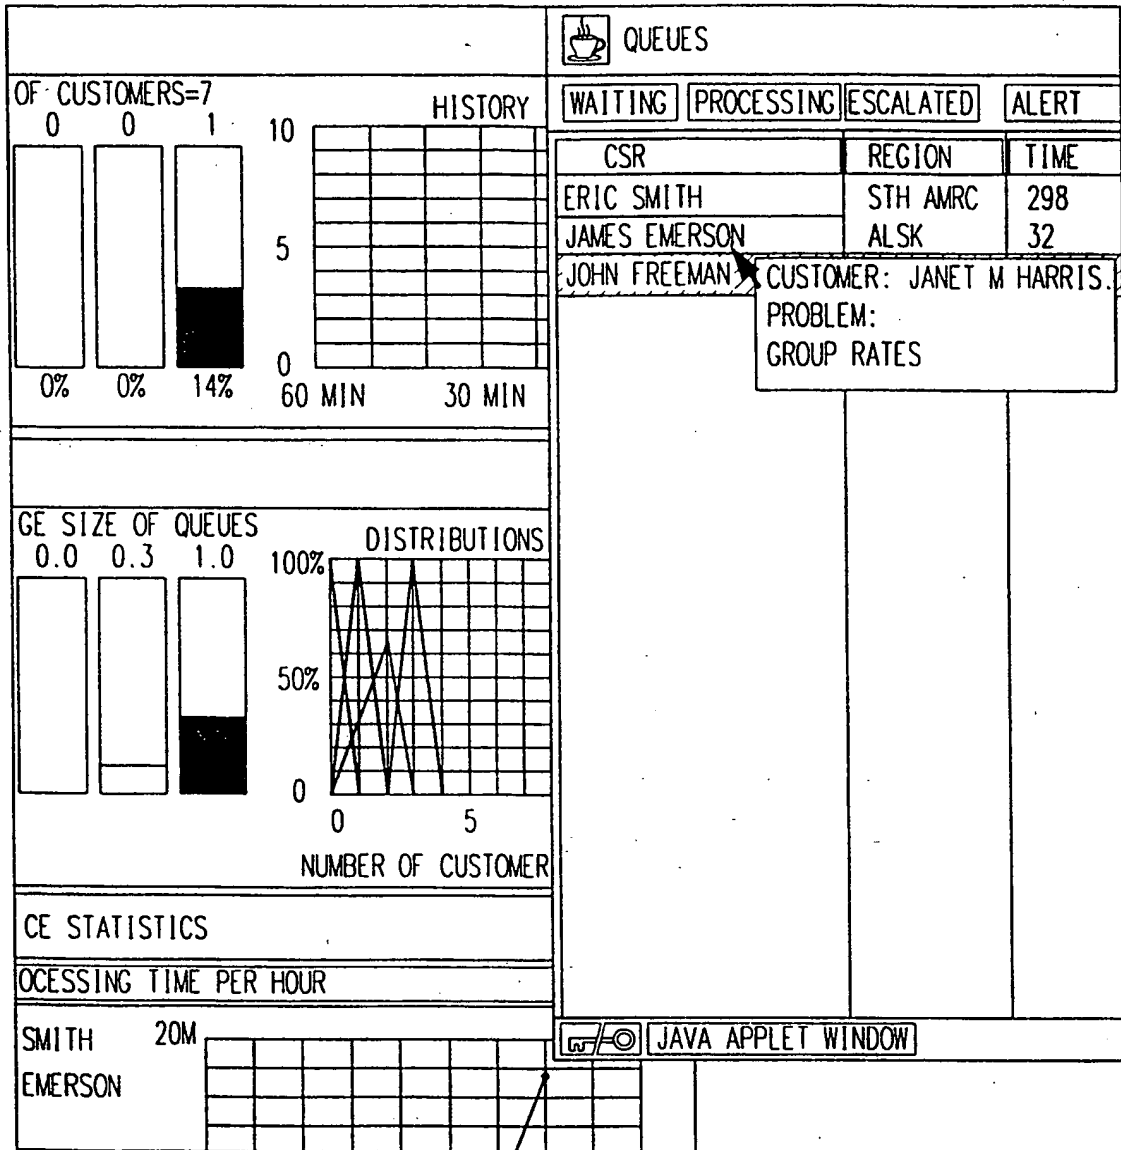 QUEUES
OF CUSTOMERS=7
0 0 1
HISTORY
10
5
0
0% 0% 14%
60 MIN 30 MIN
WAITING PROCESSING ESCALATED ALERT
CSR REGION TIME
ERIC SMITH STH AMRC 298
JAMES EMERSON ALSK 32
JOHN FREEMAN
CUSTOMER: JANET M HARRIS.
PROBLEM:
GROUP RATES
GE SIZE OF QUEUES
0.0 0.3 1.0
DISTRIBUTIONS
100%
50%
0
0 5
NUMBER OF CUSTOMER
CE STATISTICS
OCESSING TIME PER HOUR
SMITH 20M
EMERSON
JAVA APPLET WINDOW